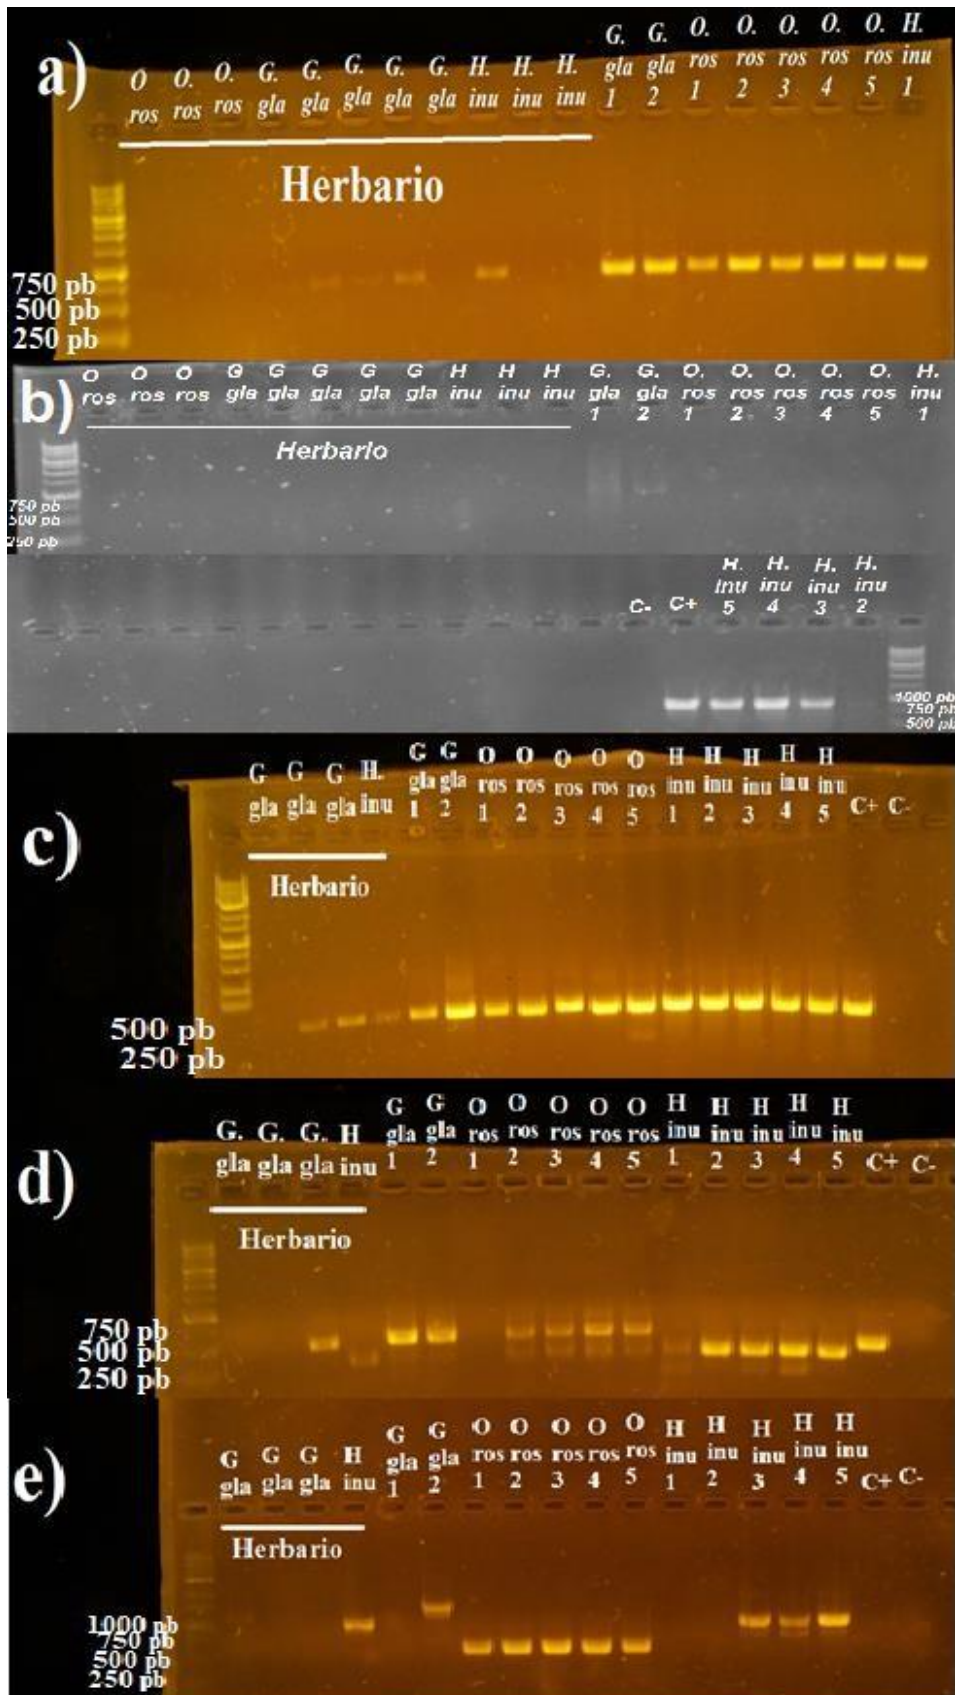 a)
O O. O. G. G. G. G. G. H. H. H.
ros ros ros gla gla gla gla gla inu inu inu
G. G. O. O. O. O. O. H.
gla gla ros ros ros ros ros inu
1 2 1 2 3 4 5 1
Herbario
750 pb
500 pb
250 pb
b)
O O O G G G G G H H H G. G. O. O. O. O. O. H.
ros ros ros gla gla gla gla gla inu inu inu gla gla ros ros ros ros ros inu
1 2 1 2 3 4 5 1
Herbario
750 pb
500 pb
250 pb
H. H. H. H.
inu inu inu inu
C- C+ 5 4 3 2
1000 pb
750 pb
500 pb
c)
G G G H.
gla gla gla inu
G G O O O O O H H H H H
gla gla ros ros ros ros ros inu inu inu inu inu
1 2 1 2 3 4 5 1 2 3 4 5 C+ C-
Herbario
500 pb
250 pb
d)
G. G. G. H
gla gla gla inu
G G O O O O O H H H H H
gla gla ros ros ros ros ros inu inu inu inu inu
1 2 1 2 3 4 5 1 2 3 4 5 C+ C-
Herbario
750 pb
500 pb
250 pb
e)
G G G H
gla gla gla inu
G G O O O O O H H H H H
gla gla ros ros ros ros ros inu inu inu inu inu
1 2 1 2 3 4 5 1 2 3 4 5 C+ C-
Herbario
1000 pb
750 pb
500 pb
250 pb